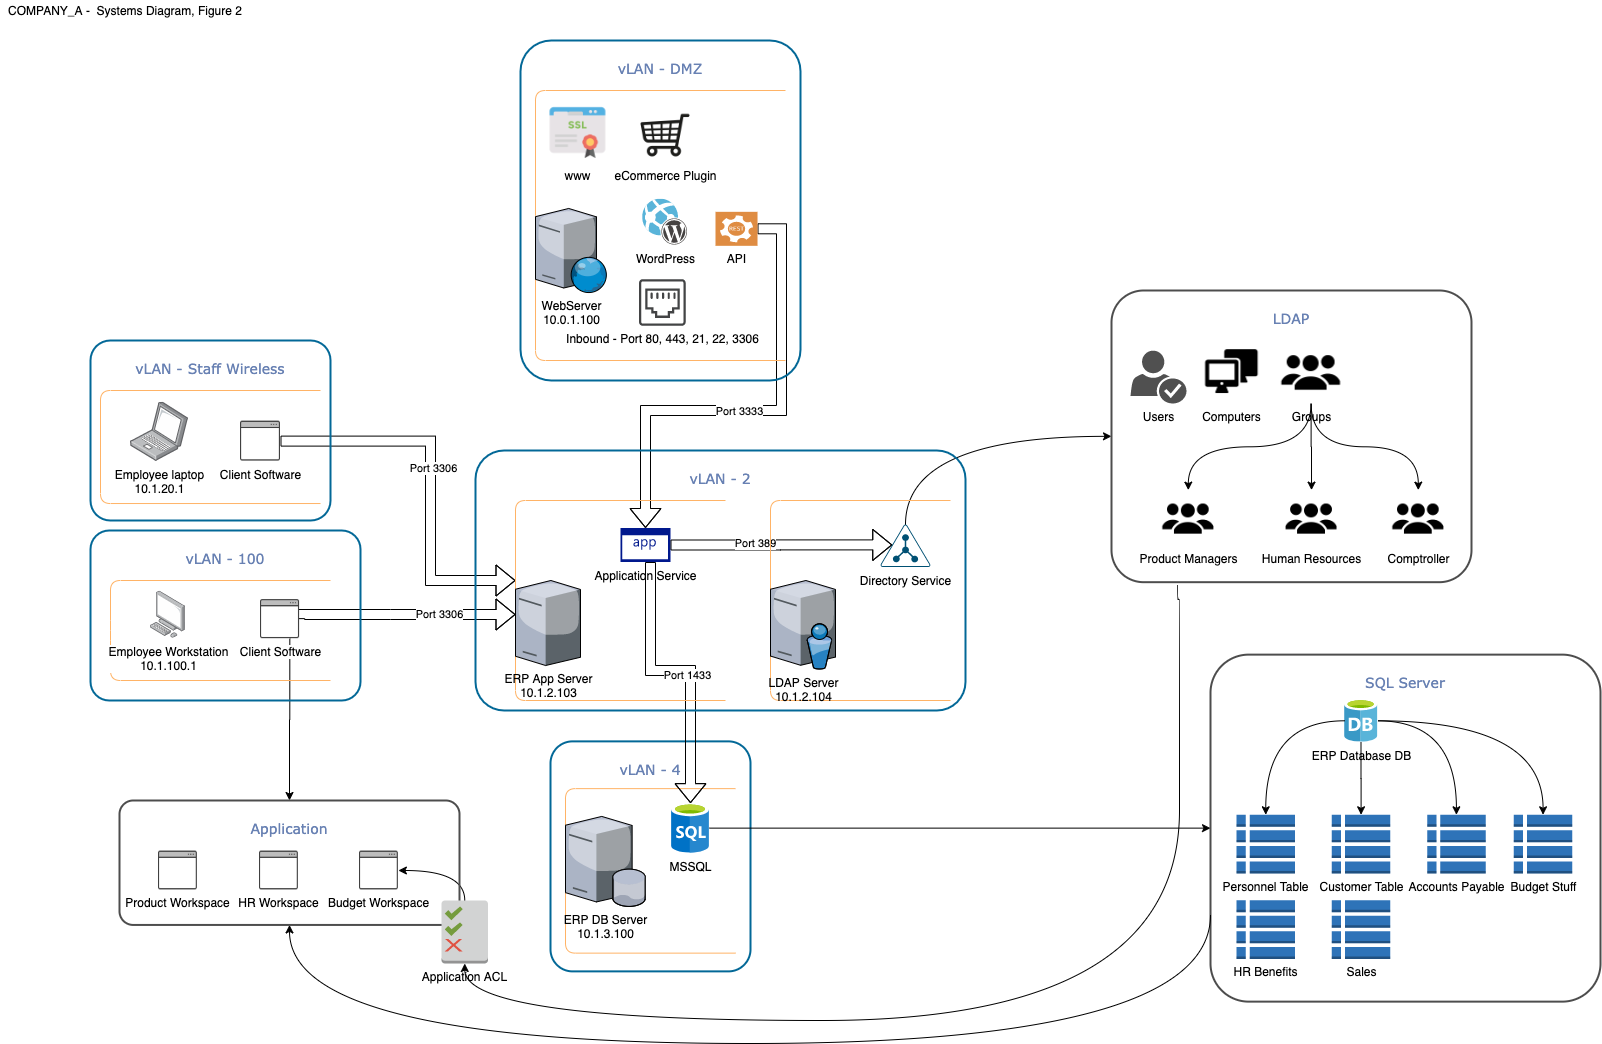 COMPANY_A - Systems Diagram, Figure 2
vLAN - DMZ
SSL
www
eCommerce Plugin
REST
WordPress
API
WebServer
10.0.1.100
Inbound - Port 80, 443, 21, 22, 3306
Port 3333
vLAN - Staff Wireless
Employee laptop
10.1.20.1
Client Software
Port 3306
vLAN - 100
Employee Workstation
10.1.100.1
Client Software
Port 3306
vLAN - 2
app
Application Service
Port 389
Directory Service
ERP App Server
10.1.2.103
LDAP Server
10.1.2.104
Port 1433
LDAP
Users
Computers
Groups
Product Managers
Human Resources
Comptroller
vLAN - 4
SQL
MSSQL
ERP DB Server
10.1.3.100
Application
Product Workspace
HR Workspace
Budget Workspace
Application ACL
SQL Server
DB
ERP Database DB
Personnel Table
Customer Table
Accounts Payable
Budget Stuff
HR Benefits
Sales